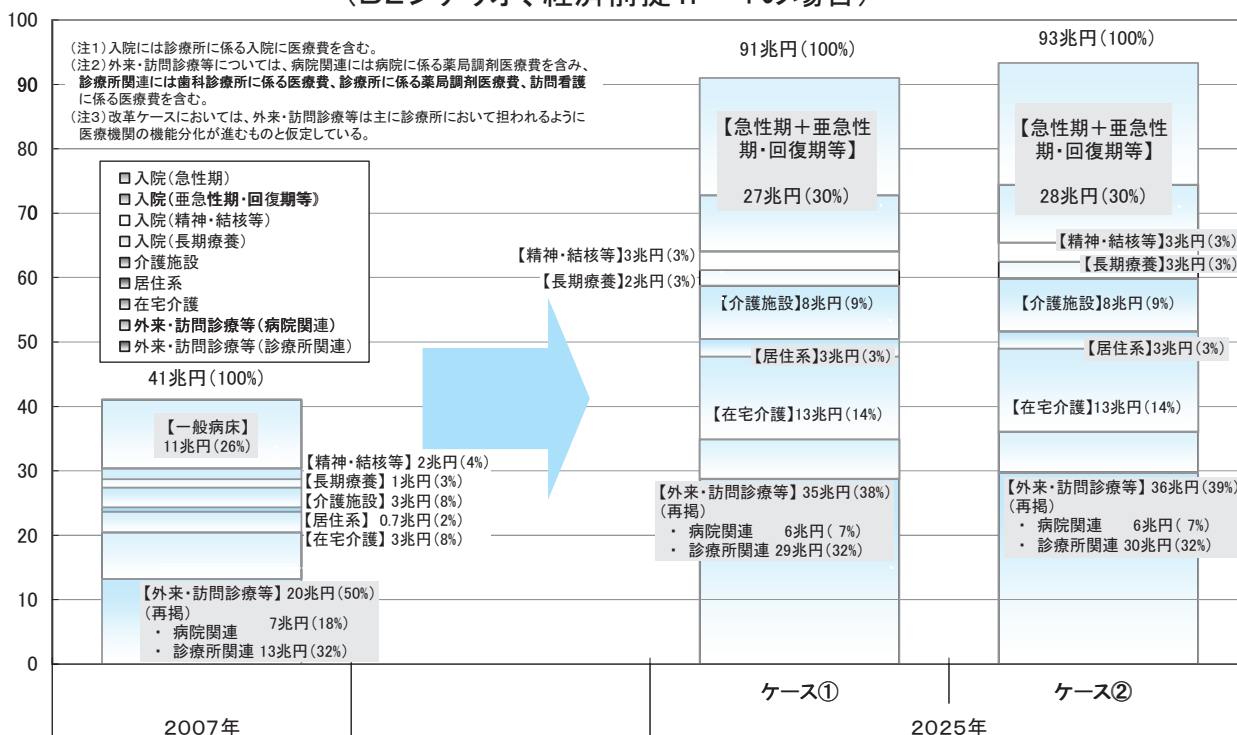 (B2シナリオ、経済前提Ⅱ-1の場合)
100
90
80
70
60
50
40
30
20
10
0
(注1)入院には診療所に係る入院に医療費を含む。
(注2)外来・訪問診療等については、病院関連には病院に係る薬局調剤医療費を含み、
診療所関連には歯科診療所に係る医療費、診療所に係る薬局調剤医療費、訪問看護
に係る医療費を含む。
(注3)改革ケースにおいては、外来・訪問診療等は主に診療所において担われるように
医療機関の機能分化が進むものと仮定している。
入院(急性期)
入院(亜急性期・回復期等)
入院(精神・結核等)
入院(長期療養)
介護施設
居住系
在宅介護
外来・訪問診療等(病院関連)
外来・訪問診療等(診療所関連)
41兆円(100%)
【一般病床】
11兆円(26%)
【精神・結核等】 2兆円(4%)
【長期療養】 1兆円(3%)
【介護施設】 3兆円(8%)
【居住系】 0.7兆円(2%)
【在宅介護】 3兆円(8%)
【外来・訪問診療等】 20兆円(50%)
(再掲)
・ 病院関連 7兆円(18%)
・ 診療所関連 13兆円(32%)
91兆円(100%)
【急性期+亜急性
期・回復期等】
27兆円(30%)
【精神・結核等】3兆円(3%)
【長期療養】2兆円(3%)
【介護施設】8兆円(9%)
【居住系】3兆円(3%)
【在宅介護】13兆円(14%)
【外来・訪問診療等】 35兆円(38%)
(再掲)
・ 病院関連 6兆円( 7%)
・ 診療所関連 29兆円(32%)
93兆円(100%)
【急性期+亜急性
期・回復期等】
28兆円(30%)
【精神・結核等】3兆円(3%)
【長期療養】3兆円(3%)
【介護施設】8兆円(9%)
【居住系】3兆円(3%)
【在宅介護】13兆円(14%)
【外来・訪問診療等】 36兆円(39%)
(再掲)
・ 病院関連 6兆円( 7%)
・ 診療所関連 30兆円(32%)
ケース①
ケース②
2007年
2025年